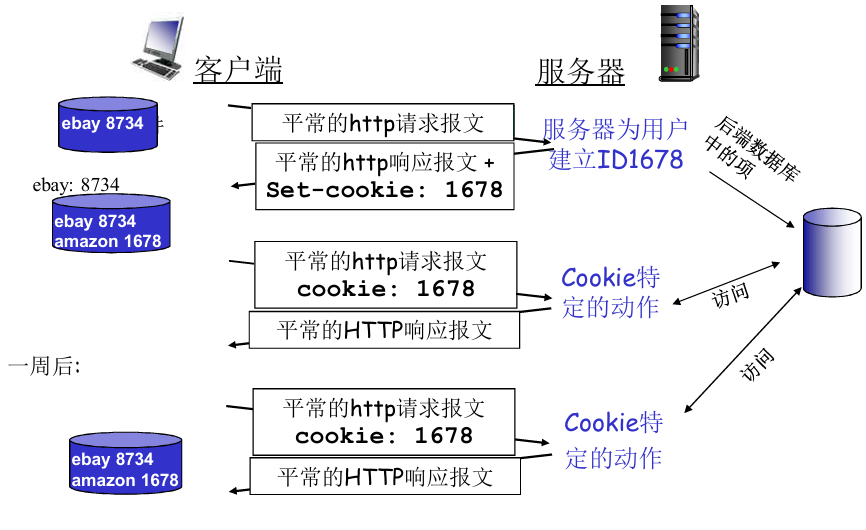 客户端
服务器
ebay 8734
平常的http请求报文
服务器为用户
建立ID1678
后端数据库
中的项
平常的http响应报文 +
Set-cookie: 1678
ebay: 8734
ebay 8734
amazon 1678
平常的http请求报文
cookie: 1678
Cookie特
定的动作
访问
平常的HTTP响应报文
一周后:
访问
平常的http请求报文
cookie: 1678
Cookie特
定的动作
ebay 8734
amazon 1678
平常的HTTP响应报文